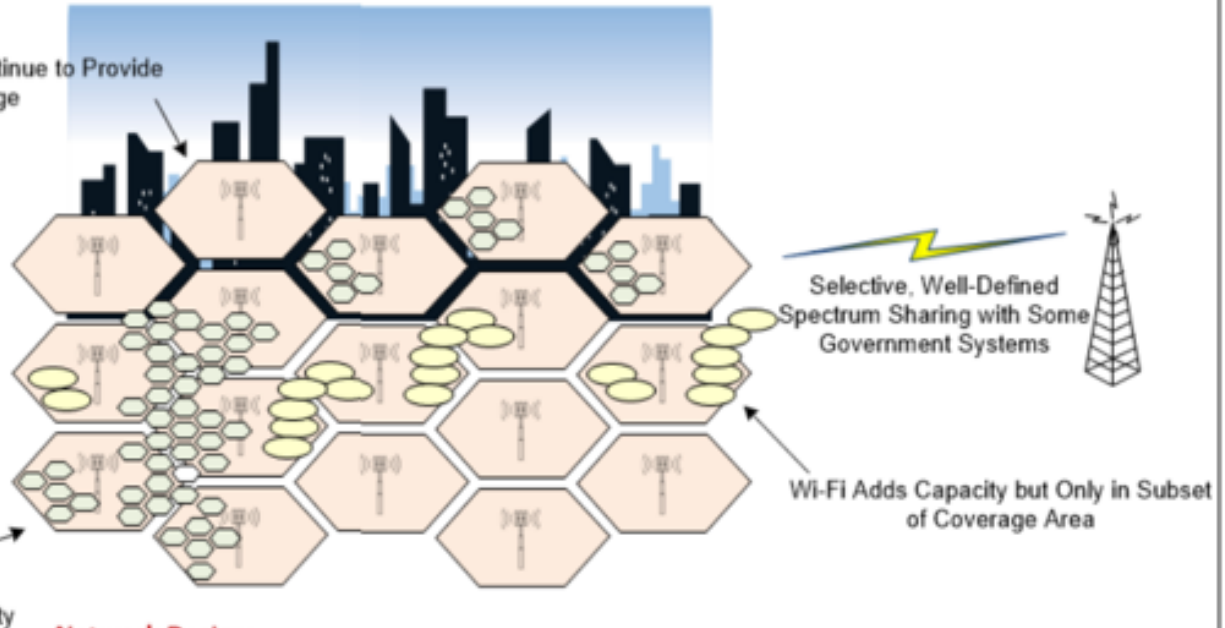 tinue to Provide
ge
Selective, Well-Defined
Spectrum Sharing with Some
Government Systems
Wi-Fi Adds Capacity but Only in Subset
of Coverage Area
ty